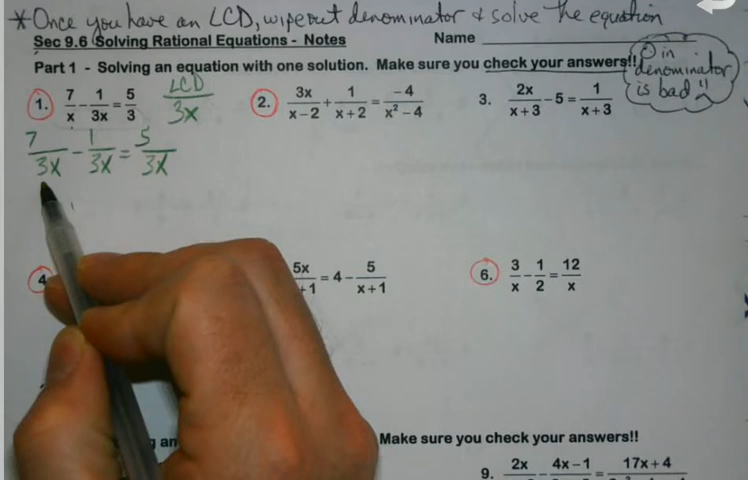 * Once you have an LCD, wipeout denominator & solve the equation
Sec 9.6 Solving Rational Equations - Notes Name
Part 1 - Solving an equation with one solution. Make sure you check your answers!!
0 in denominator is bad !!
1. 7/x - 1/3x = 5/3
LCD
3x
2. 3x/(x-2) + 1/(x+2) = -4/(x²-4)
3. 2x/(x+3) - 5 = 1/(x+3)
7/3x - 1/3x = 5/3x
4
5x/+1 = 4 - 5/(x+1)
6. 3/x - 1/2 = 12/x
g an Make sure you check your answers!!
9. 2x 4x-1 = 17x+4